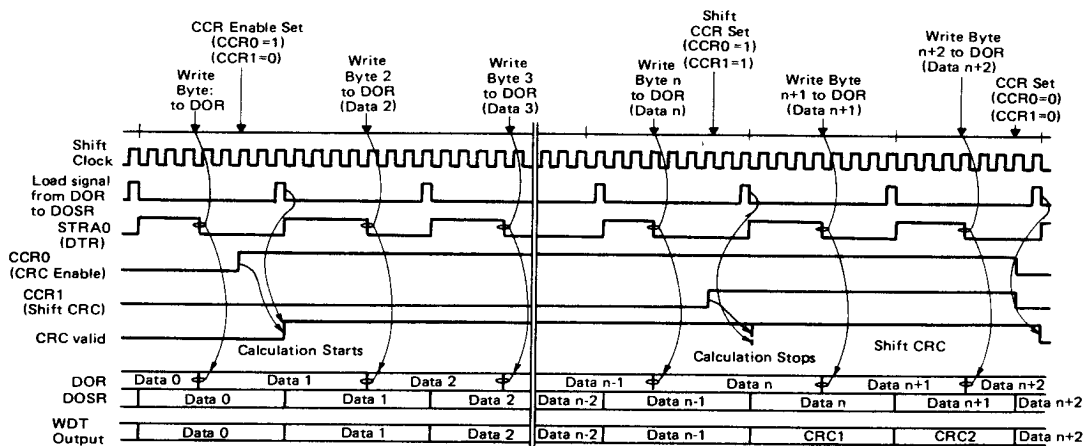 CCR Enable Set
(CCR0=1)
(CCR1=0)
Write
Byte:
to DOR
Write
Byte 2
to DOR
(Data 2)
Write
Byte 3
to DOR
(Data 3)
Write
Byte n
to DOR
(Data n)
Shift
CCR Set
(CCR0=1)
(CCR1=1)
Write Byte
n+1 to DOR
(Data n+1)
Write Byte
n+2 to DOR
(Data n+2)
CCR Set
(CCR0=0)
(CCR1=0)
Shift
Clock
Load signal
from DOR
to DOSR
STRA0
(DTR)
CCR0
(CRC Enable)
CCR1
(Shift CRC)
CRC valid
Calculation Starts
Calculation Stops
Shift CRC
DOR Data 0 Data 1 Data 2 Data n-1 Data n Data n+1 Data n+2
DOSR Data 0 Data 1 Data 2 Data n-2 Data n-1 Data n Data n+1 Data n+2
WDT
Output Data 0 Data 1 Data 2 Data n-2 Data n-1 CRC1 CRC2 Data n+2